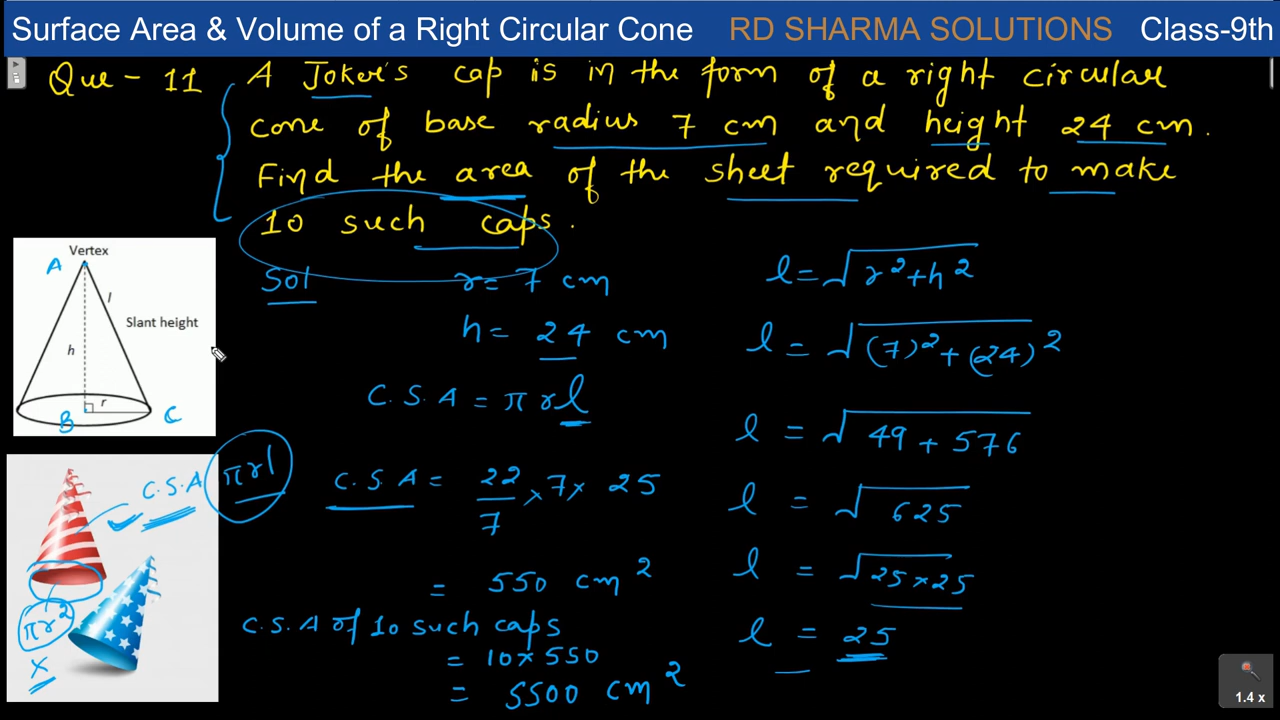 Surface Area & Volume of a Right Circular Cone RD SHARMA SOLUTIONS Class-9th
Que - 11 A Joker's cap is in the form of a right circular
cone of base radius 7 cm and height 24 cm.
Find the area of the sheet required to make
10 such caps.
Vertex
A
l
Slant height
h
r
B
C
C.S.A
πrl
πr²
x
Sol r = 7 cm
h = 24 cm
C.S.A = πrl
C.S.A = 22/7 × 7 × 25
= 550 cm²
C.S.A of 10 such caps
= 10 × 550
= 5500 cm²
l = √r² + h²
l = √(7)² + (24)²
l = √49 + 576
l = √625
l = √25 × 25
l = 25
1.4 x